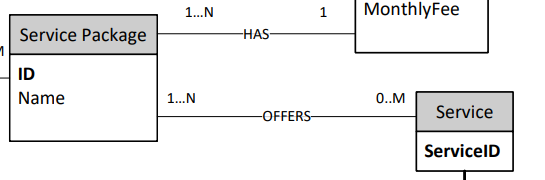 1...N
1
MonthlyFee
Service Package
HAS
M
ID
Name
1...N
0..M
OFFERS
Service
ServiceID